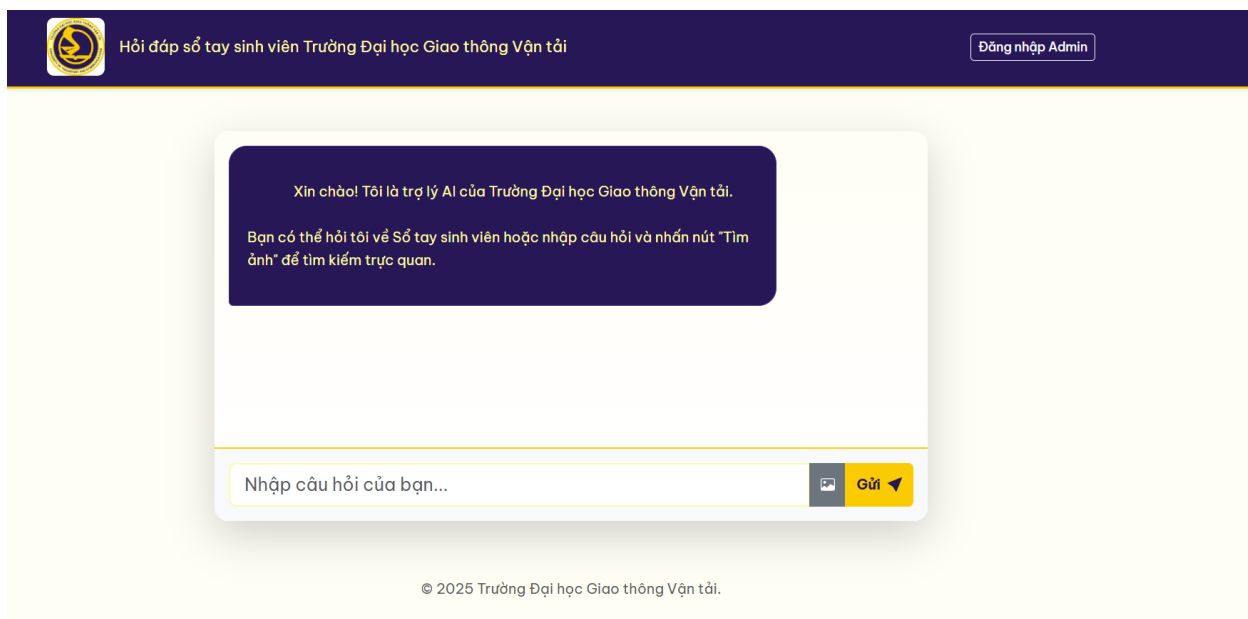 Hỏi đáp sổ tay sinh viên Trường Đại học Giao thông Vận tải
Đăng nhập Admin
Xin chào! Tôi là trợ lý AI của Trường Đại học Giao thông Vận tải.
Bạn có thể hỏi tôi về Sổ tay sinh viên hoặc nhập câu hỏi và nhấn nút "Tìm
ảnh" để tìm kiếm trực quan.
Nhập câu hỏi của bạn...
Gửi
© 2025 Trường Đại học Giao thông Vận tải.